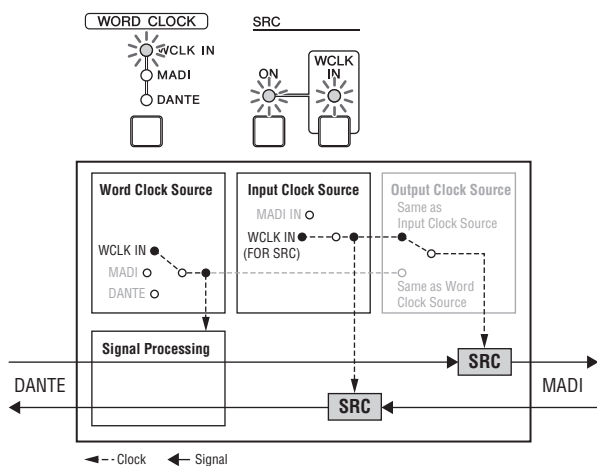 WORD CLOCK
WCLK IN
MADI
DANTE
SRC
ON
WCLK
IN
Word Clock Source
WCLK IN
MADI
DANTE
Input Clock Source
MADI IN
WCLK IN
(FOR SRC)
Output Clock Source
Same as
Input Clock Source
Same as Word
Clock Source
Signal Processing
SRC
DANTE
MADI
SRC
Clock
Signal